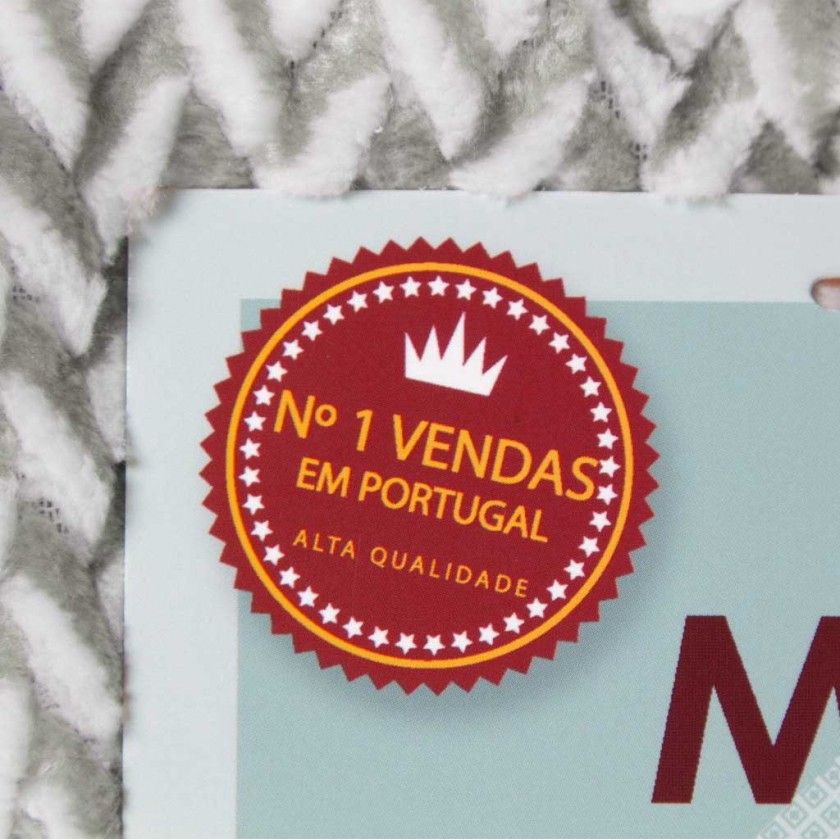 Nº 1 VENDAS
EM PORTUGAL
ALTA QUALIDADE
M